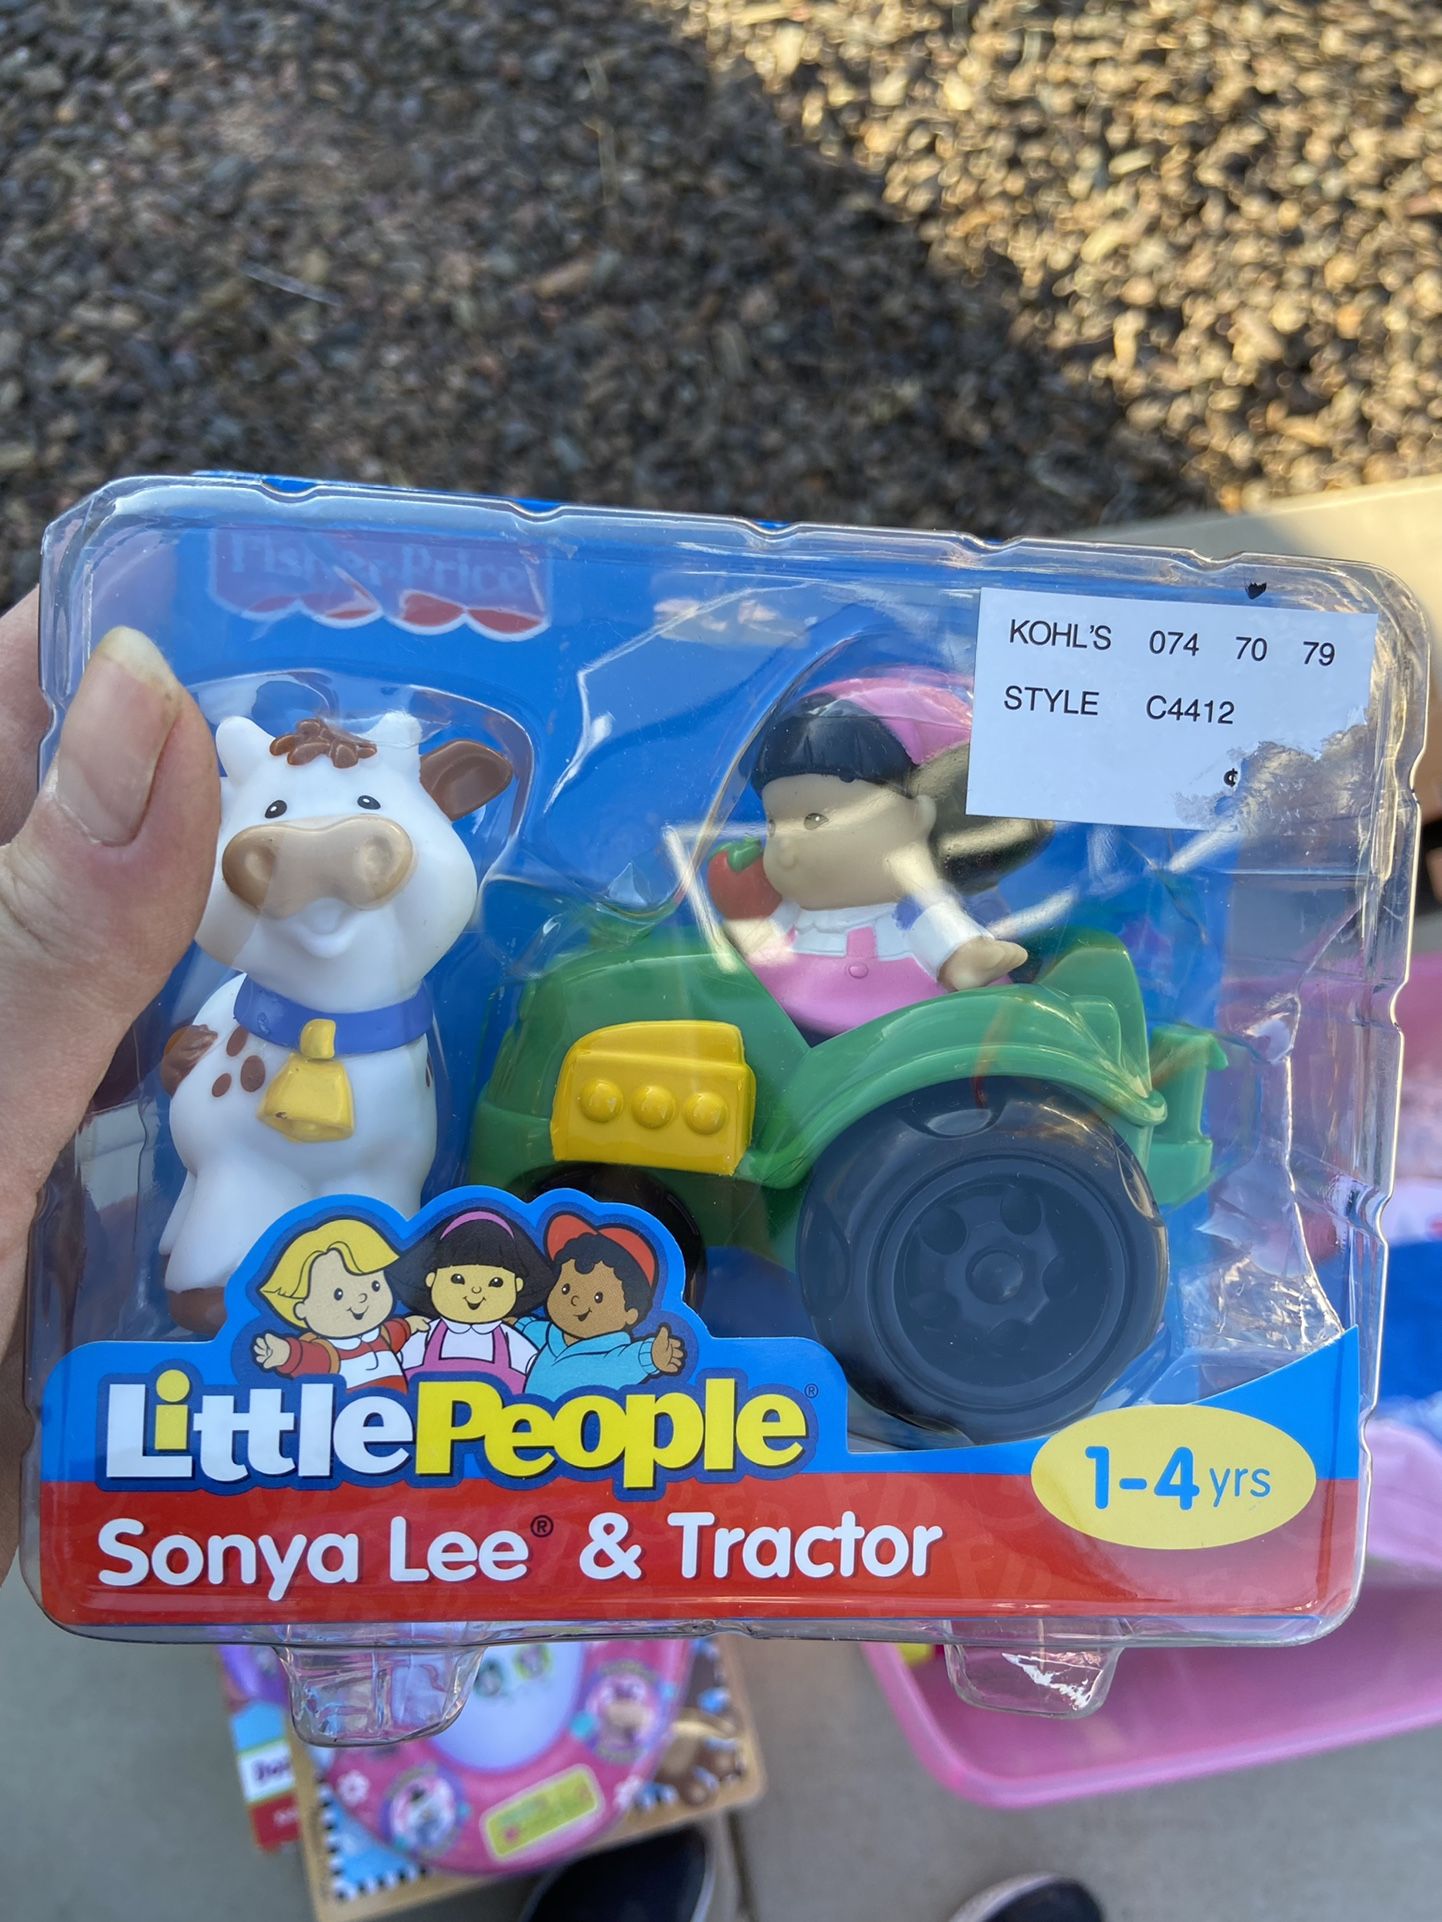 Fisher-Price
KOHL'S 074 70 79
STYLE C4412
¢
LittlePeople®
Sonya Lee® & Tractor
1-4 yrs